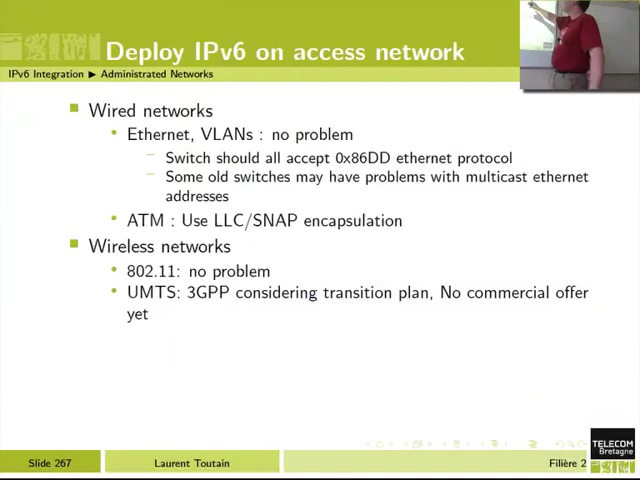 Deploy IPv6 on access network
IPv6 Integration ▶ Administrated Networks
Wired networks
Ethernet, VLANs : no problem
Switch should all accept 0x86DD ethernet protocol
Some old switches may have problems with multicast ethernet
addresses
ATM : Use LLC/SNAP encapsulation
Wireless networks
802.11: no problem
UMTS: 3GPP considering transition plan, No commercial offer
yet
TELECOM
Bretagne
Slide 267
Laurent Toutain
Filière 2